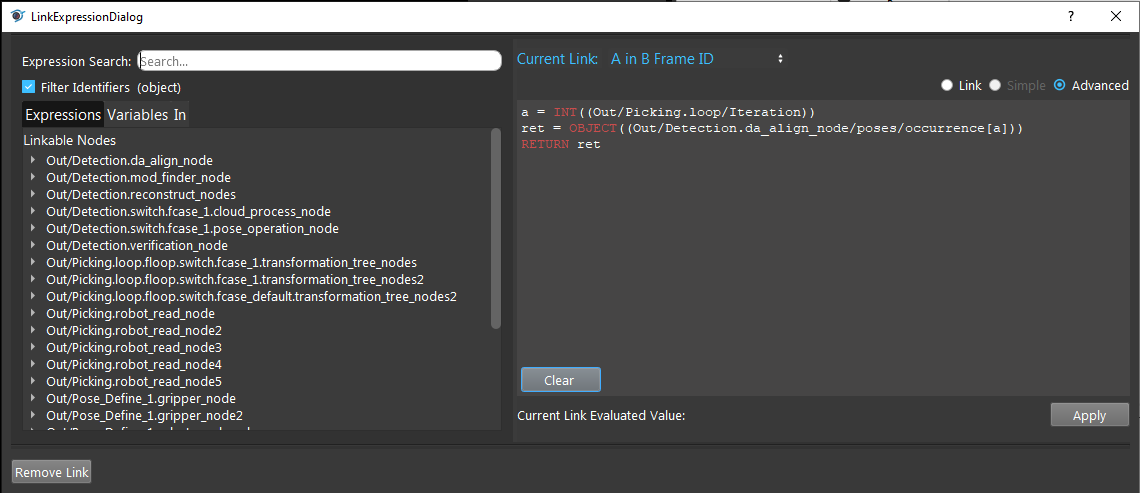 LinkExpressionDialog
?
Expression Search:
Search...
Filter Identifiers (object)
Expressions
Variables In
Linkable Nodes
Out/Detection.da_align_node
Out/Detection.mod_finder_node
Out/Detection.reconstruct_nodes
Out/Detection.switch.fcase_1.cloud_process_node
Out/Detection.switch.fcase_1.pose_operation_node
Out/Detection.verification_node
Out/Picking.loop.floop.switch.fcase_1.transformation_tree_nodes
Out/Picking.loop.floop.switch.fcase_1.transformation_tree_nodes2
Out/Picking.loop.floop.switch.fcase_default.transformation_tree_nodes2
Out/Picking.robot_read_node
Out/Picking.robot_read_node2
Out/Picking.robot_read_node3
Out/Picking.robot_read_node4
Out/Picking.robot_read_node5
Out/Pose_Define_1.gripper_node
Out/Pose_Define_1.gripper_node2
Current Link: A in B Frame ID
Link
Simple
Advanced
a = INT((Out/Picking.loop/Iteration))
ret = OBJECT((Out/Detection.da_align_node/poses/occurrence[a]))
RETURN ret
Clear
Current Link Evaluated Value:
Apply
Remove Link